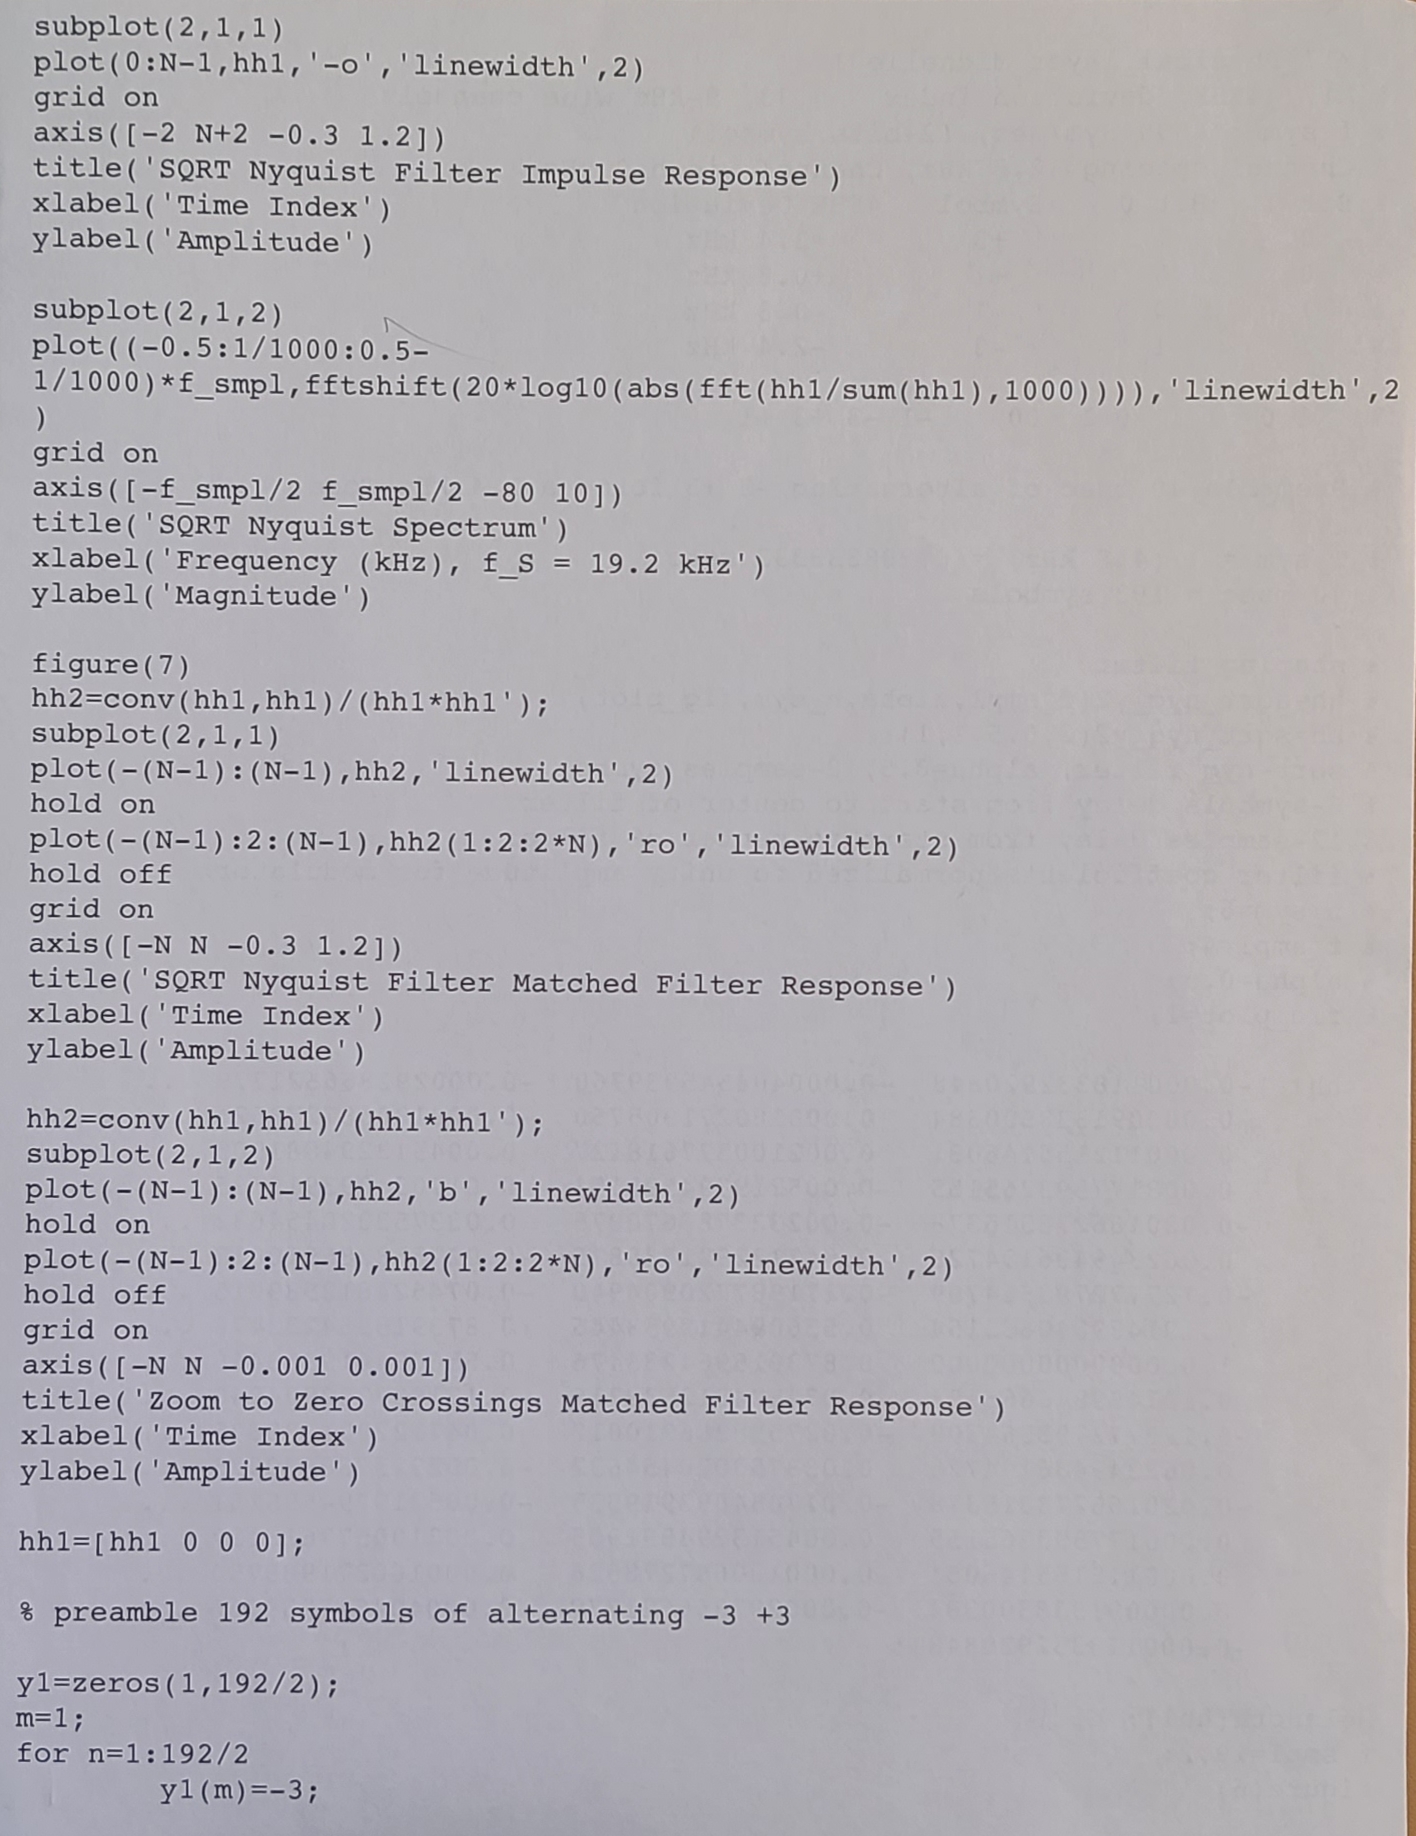 subplot(2,1,1)
plot(0:N-1,hh1,'-o','linewidth',2)
grid on
axis([-2 N+2 -0.3 1.2])
title('SQRT Nyquist Filter Impulse Response')
xlabel('Time Index')
ylabel('Amplitude')

subplot(2,1,2)
plot((-0.5:1/1000:0.5-
1/1000)*f_smpl,fftshift(20*log10(abs(fft(hh1/sum(hh1),1000)))),'linewidth',2
)
grid on
axis([-f_smpl/2 f_smpl/2 -80 10])
title('SQRT Nyquist Spectrum')
xlabel('Frequency (kHz), f_S = 19.2 kHz')
ylabel('Magnitude')

figure(7)
hh2=conv(hh1,hh1)/(hh1*hh1');
subplot(2,1,1)
plot(-(N-1):(N-1),hh2,'linewidth',2)
hold on
plot(-(N-1):2:(N-1),hh2(1:2:2*N),'ro','linewidth',2)
hold off
grid on
axis([-N N -0.3 1.2])
title('SQRT Nyquist Filter Matched Filter Response')
xlabel('Time Index')
ylabel('Amplitude')

hh2=conv(hh1,hh1)/(hh1*hh1');
subplot(2,1,2)
plot(-(N-1):(N-1),hh2,'b','linewidth',2)
hold on
plot(-(N-1):2:(N-1),hh2(1:2:2*N),'ro','linewidth',2)
hold off
grid on
axis([-N N -0.001 0.001])
title('Zoom to Zero Crossings Matched Filter Response')
xlabel('Time Index')
ylabel('Amplitude')

hh1=[hh1 0 0 0];

% preamble 192 symbols of alternating -3 +3

y1=zeros(1,192/2);
m=1;
for n=1:192/2
y1(m)=-3;